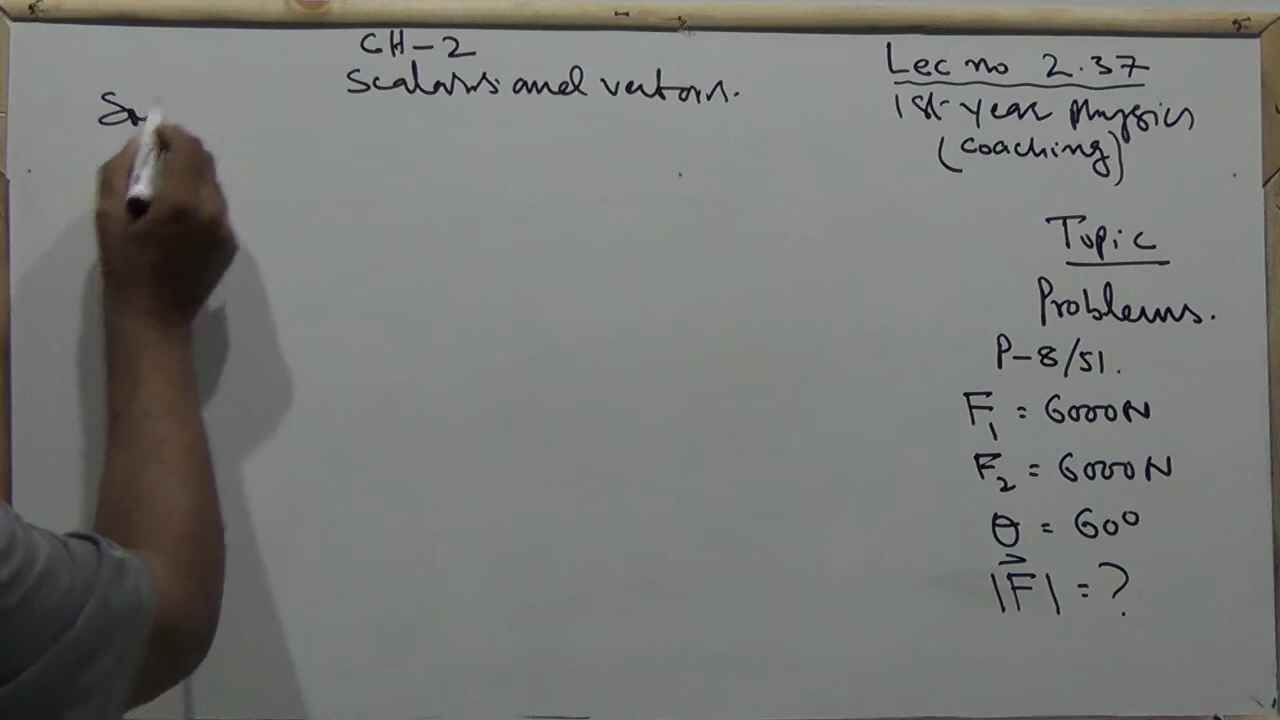 CH-2
Scalars and vectors.
Lec no 2.37
1st year Physics
(coaching)
Topic
Problems.
P-8/51.
F₁ = 6000N
F₂ = 6000N
θ = 60°
|F⃗| = ?